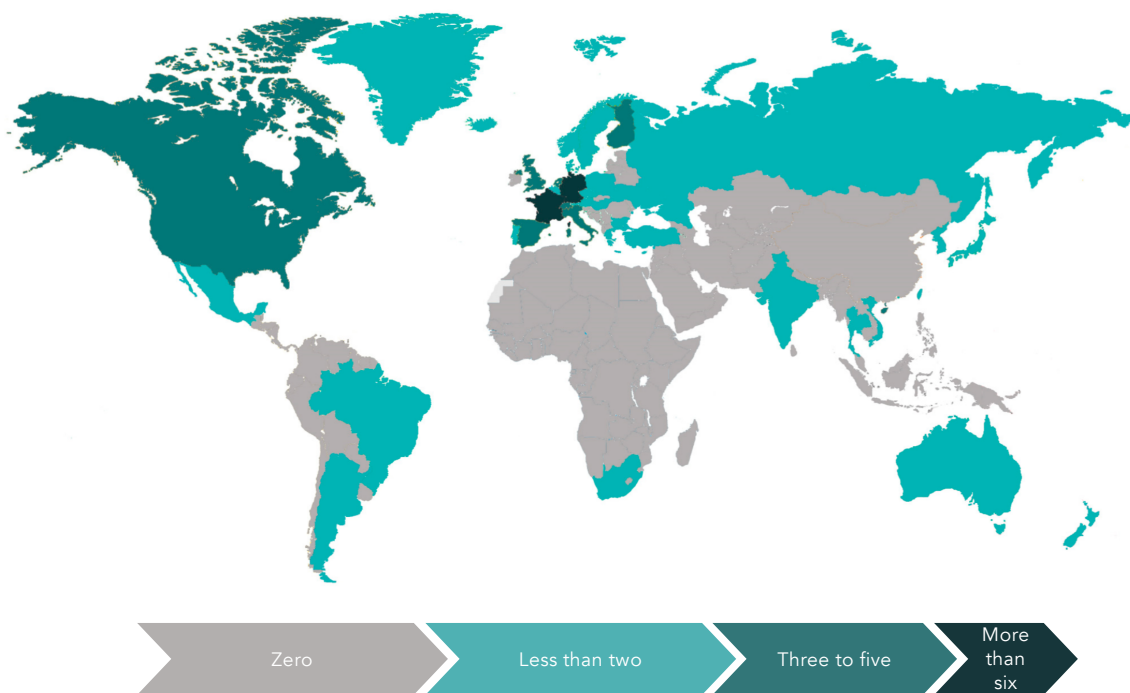 Zero
Less than two
Three to five
More
than
six